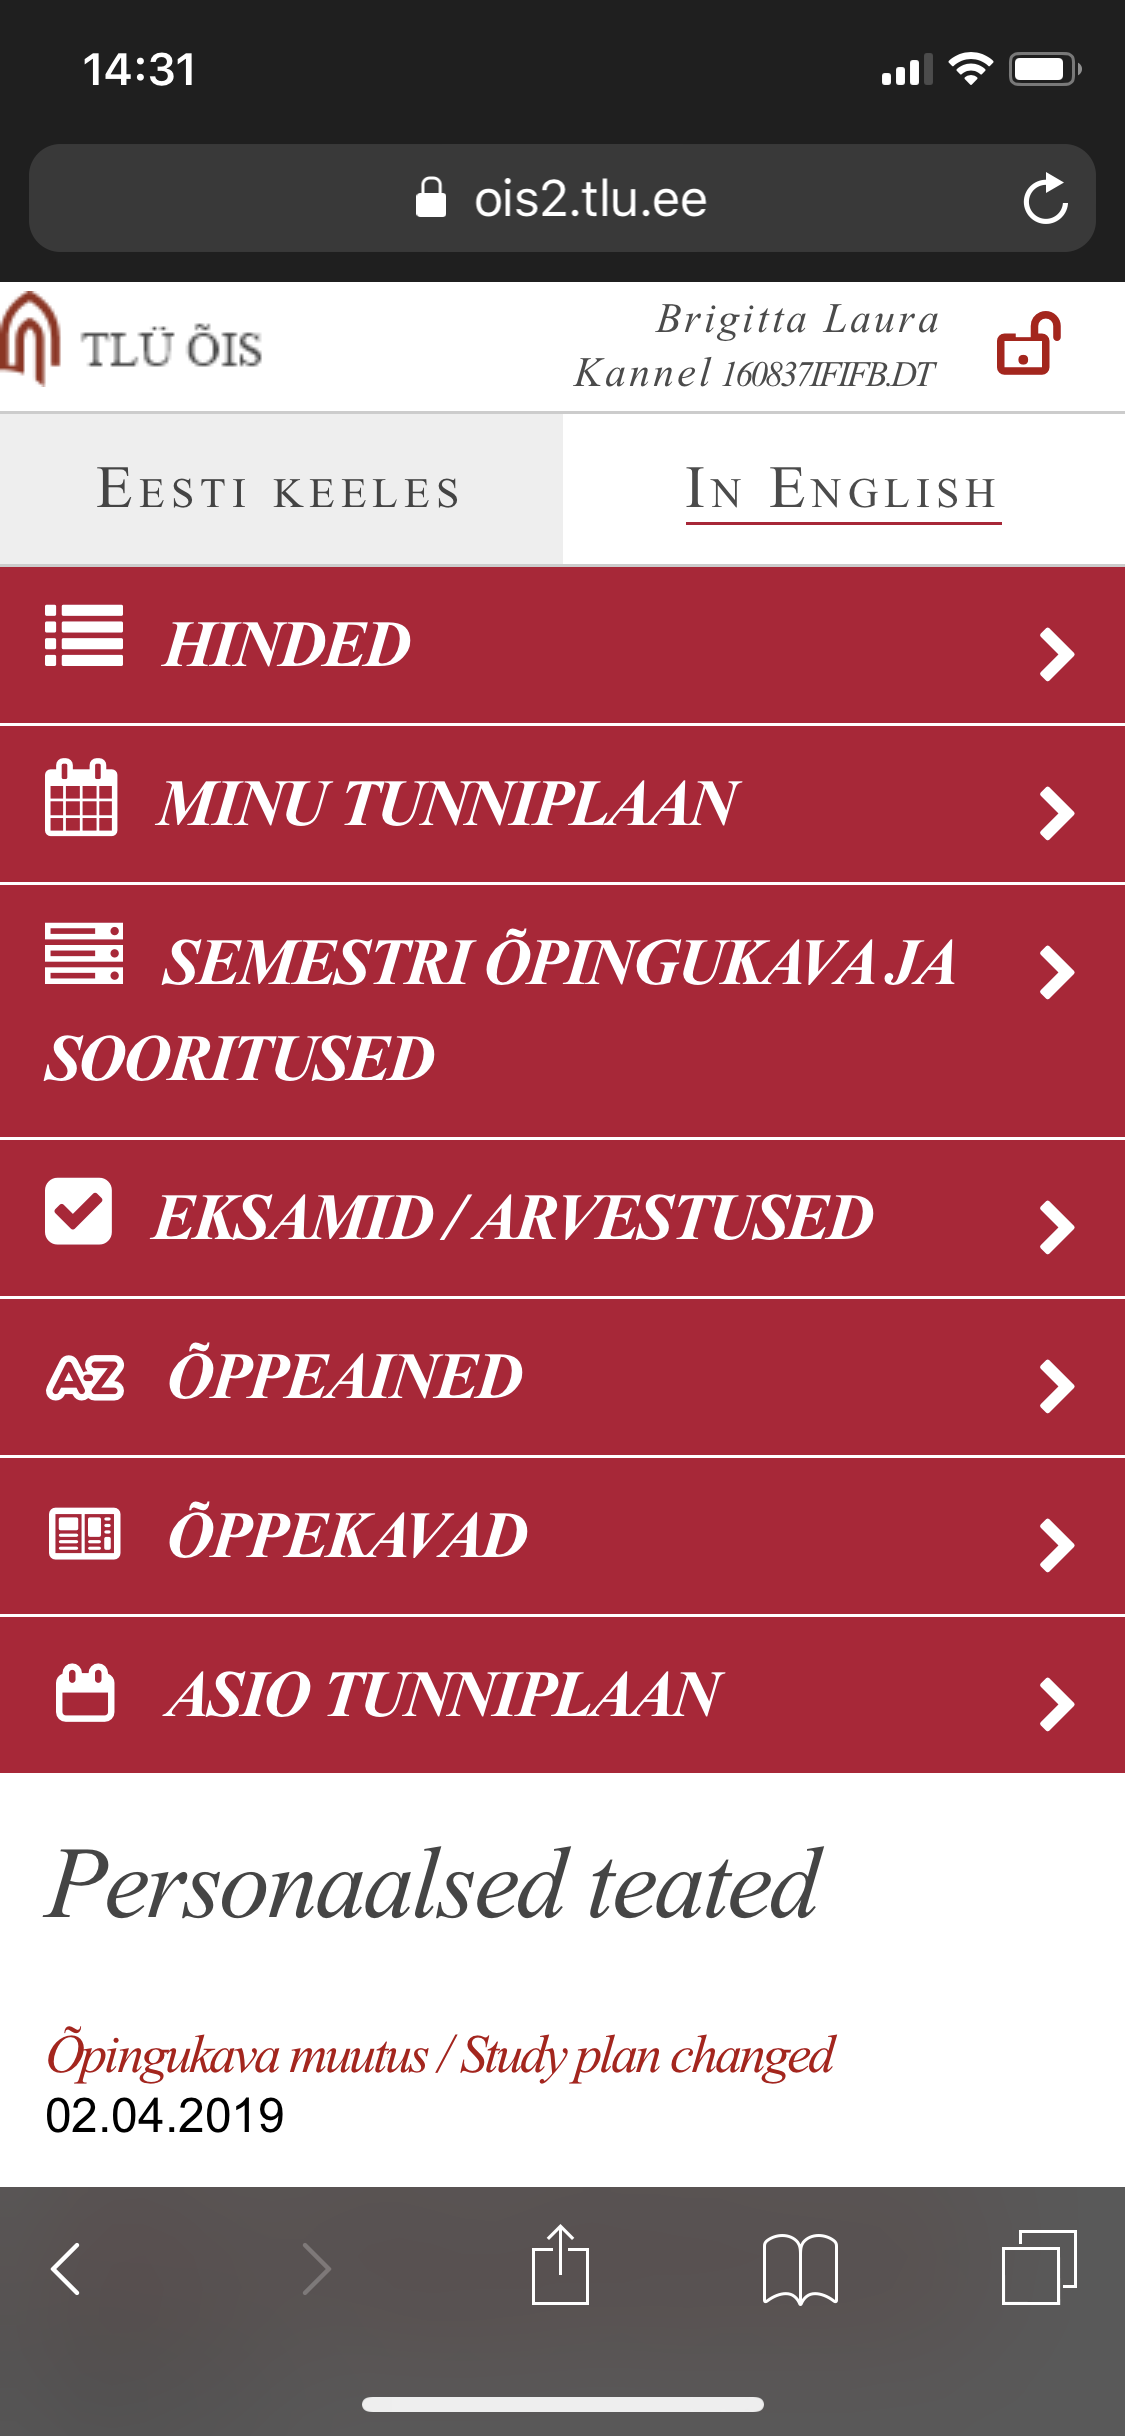 14:31
ois2.tlu.ee
TLÜ ÕIS
Brigitta Laura
Kannel 160837IFIFB.DT
EESTI KEELES
IN ENGLISH
HINDED
MINU TUNNIPLAAN
SEMESTRI ÕPINGUKAVA JA
SOORITUSED
EKSAMID / ARVESTUSED
AZ ÕPPEAINED
ÕPPEKAVAD
ASIO TUNNIPLAAN
Personaalsed teated
Õpingukava muutus / Study plan changed
02.04.2019